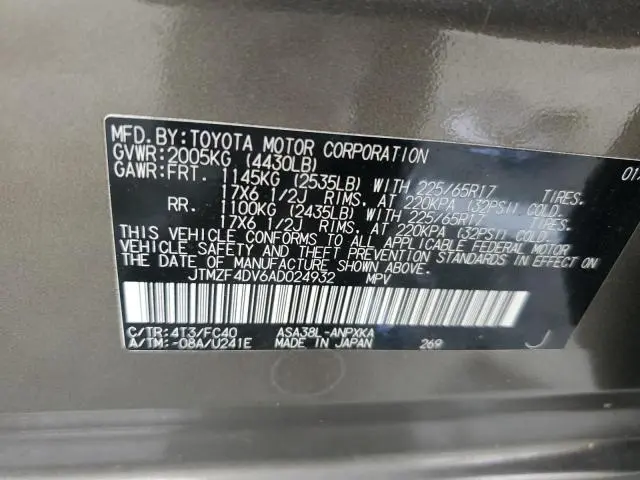 MFD.BY:TOYOTA MOTOR CORPORATION
GVWR:2005KG (4430LB)
GAWR:FRT. 1145KG (2535LB) WITH 225/65R17 TIRES.
17X6 1/2J RIMS. AT 220KPA (32PSI) COLD.
RR. 1100KG (2435LB) WITH 225/65R17 TIRES.
17X6 1/2J RIMS. AT 220KPA (32PSI) COLD.
THIS VEHICLE CONFORMS TO ALL APPLICABLE FEDERAL MOTOR
VEHICLE SAFETY AND THEFT PREVENTION STANDARDS IN EFFECT ON
THE DATE OF MANUFACTURE SHOWN ABOVE.
JTMZF4DV6AD024932 MPV
C/TR:4T3/FC40 ASA38L-ANPXKA
A/TM:-08A/U241E MADE IN JAPAN 269 J